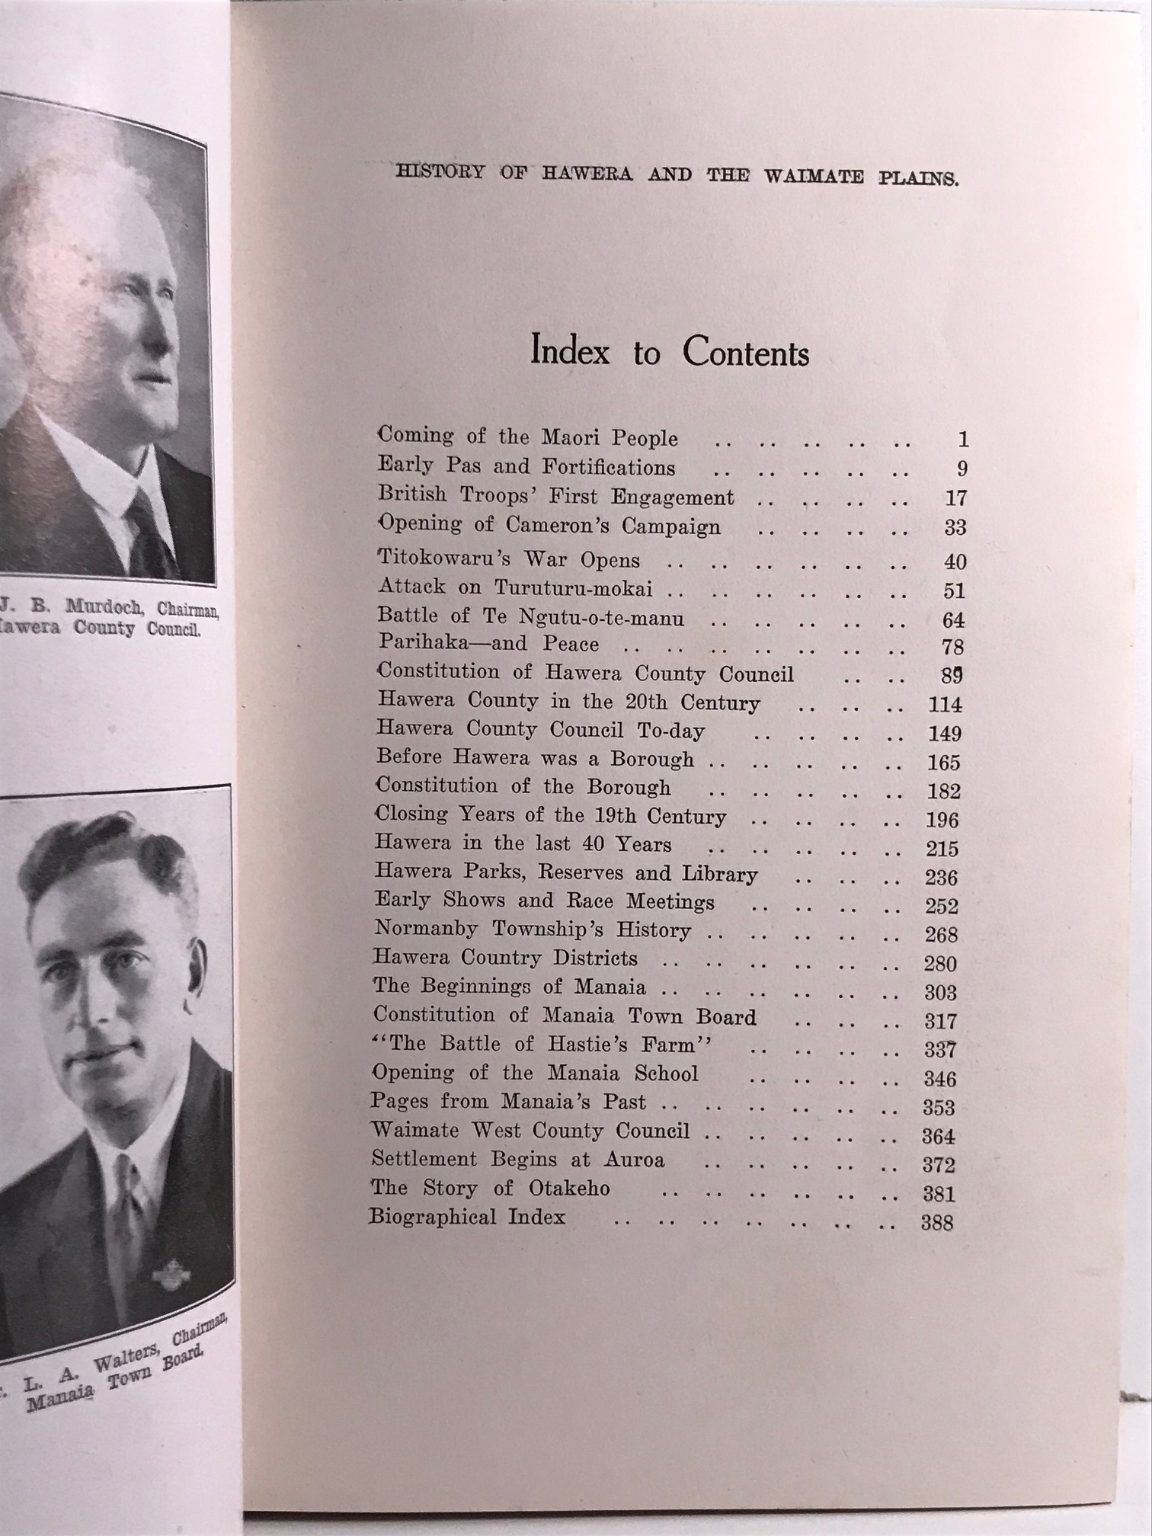 J. B. Murdoch, Chairman,
Hawera County Council.
L. A. Walters, Chairman,
Manaia Town Board.
HISTORY OF HAWERA AND THE WAIMATE PLAINS.
Index to Contents
Coming of the Maori People .. .. .. .. .. 1
Early Pas and Fortifications .. .. .. .. .. 9
British Troops' First Engagement .. .. .. .. 17
Opening of Cameron's Campaign .. .. .. .. 33
Titokowaru's War Opens .. .. .. .. .. .. 40
Attack on Turuturu-mokai .. .. .. .. .. .. 51
Battle of Te Ngutu-o-te-manu .. .. .. .. .. 64
Parihaka—and Peace .. .. .. .. .. .. .. 78
Constitution of Hawera County Council .. .. 89
Hawera County in the 20th Century .. .. .. 114
Hawera County Council To-day .. .. .. .. 149
Before Hawera was a Borough .. .. .. .. .. 165
Constitution of the Borough .. .. .. .. .. 182
Closing Years of the 19th Century .. .. .. .. 196
Hawera in the last 40 Years .. .. .. .. .. 215
Hawera Parks, Reserves and Library .. .. .. 236
Early Shows and Race Meetings .. .. .. .. 252
Normanby Township's History .. .. .. .. .. 268
Hawera Country Districts .. .. .. .. .. .. 280
The Beginnings of Manaia .. .. .. .. .. .. 303
Constitution of Manaia Town Board .. .. .. 317
“The Battle of Hastie's Farm” .. .. .. .. 337
Opening of the Manaia School .. .. .. .. 346
Pages from Manaia's Past .. .. .. .. .. .. 353
Waimate West County Council .. .. .. .. .. 364
Settlement Begins at Auroa .. .. .. .. .. 372
The Story of Otakeho .. .. .. .. .. .. 381
Biographical Index .. .. .. .. .. .. .. 388